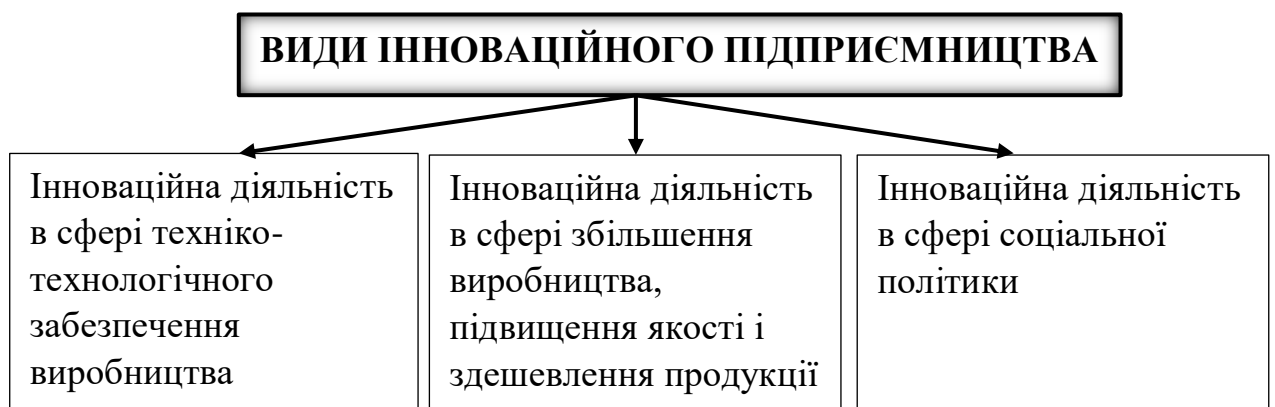 ВИДИ ІННОВАЦІЙНОГО ПІДПРИЄМНИЦТВА
Інноваційна діяльність
в сфері техніко-
технологічного
забезпечення
виробництва
Інноваційна діяльність
в сфері збільшення
виробництва,
підвищення якості і
здешевлення продукції
Інноваційна діяльність
в сфері соціальної
політики